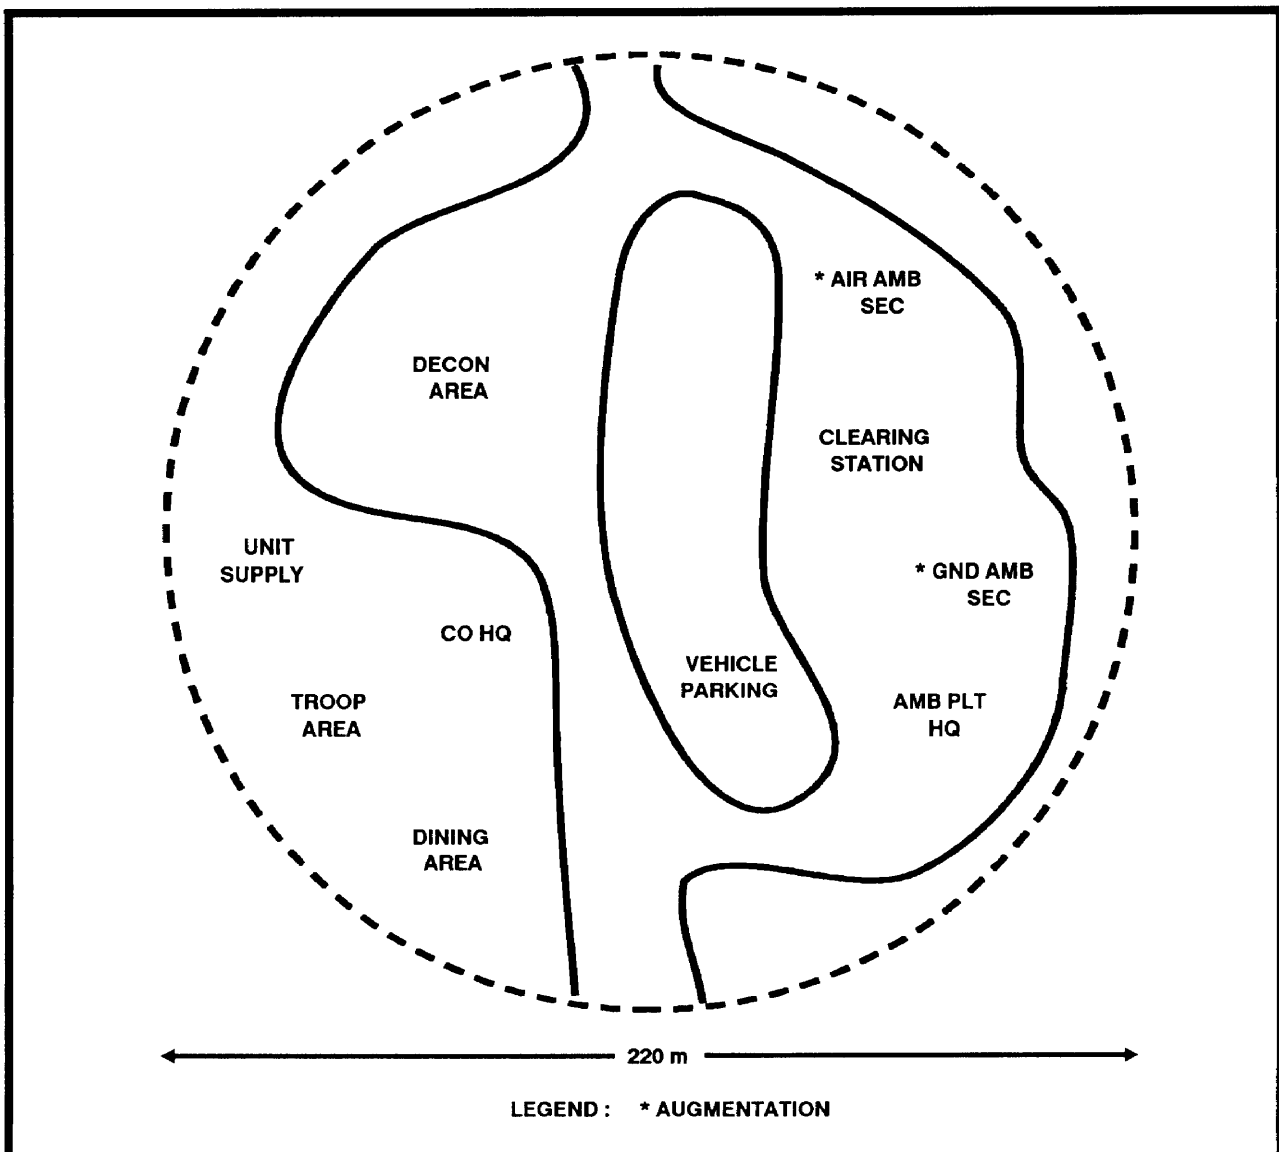 * AIR AMB
SEC
DECON
AREA
CLEARING
STATION
UNIT
SUPPLY
* GND AMB
SEC
CO HQ
VEHICLE
PARKING
TROOP
AREA
AMB PLT
HQ
DINING
AREA
220 m
LEGEND : * AUGMENTATION